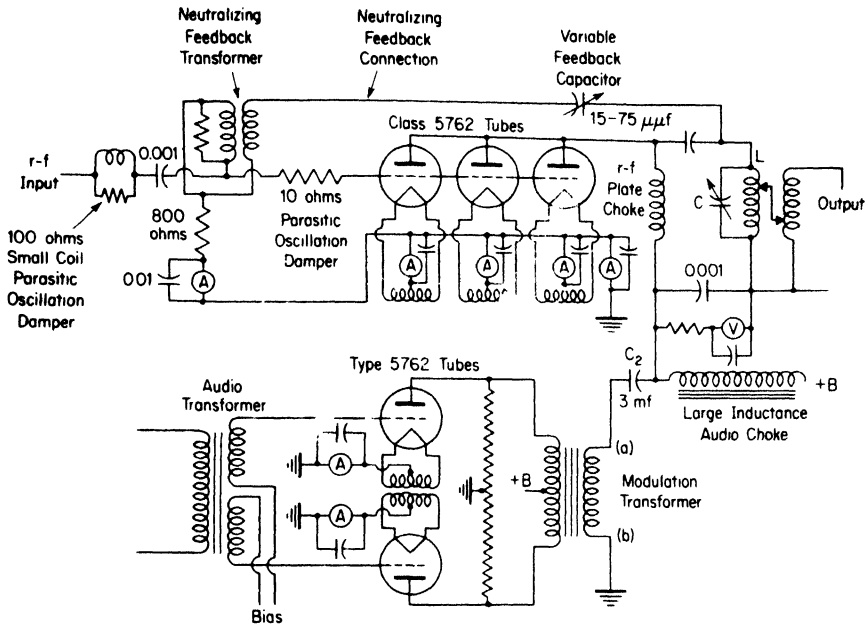 Neutralizing
Feedback
Transformer
Neutralizing
Feedback
Connection
Variable
Feedback
Capacitor
15-75 μμf
Class 5762 Tubes
r-f
Input
0.001
10 ohms
Parasitic
Oscillation
Damper
800
ohms
100 ohms
Small Coil
Parasitic
Oscillation
Damper
001
A
A
A
A
A
r-f
Plate
Choke
C
L
Output
0001
V
C2
3 mf
+B
Large Inductance
Audio Choke
Type 5762 Tubes
Audio
Transformer
A
A
+B
(a)
Modulation
Transformer
(b)
Bias